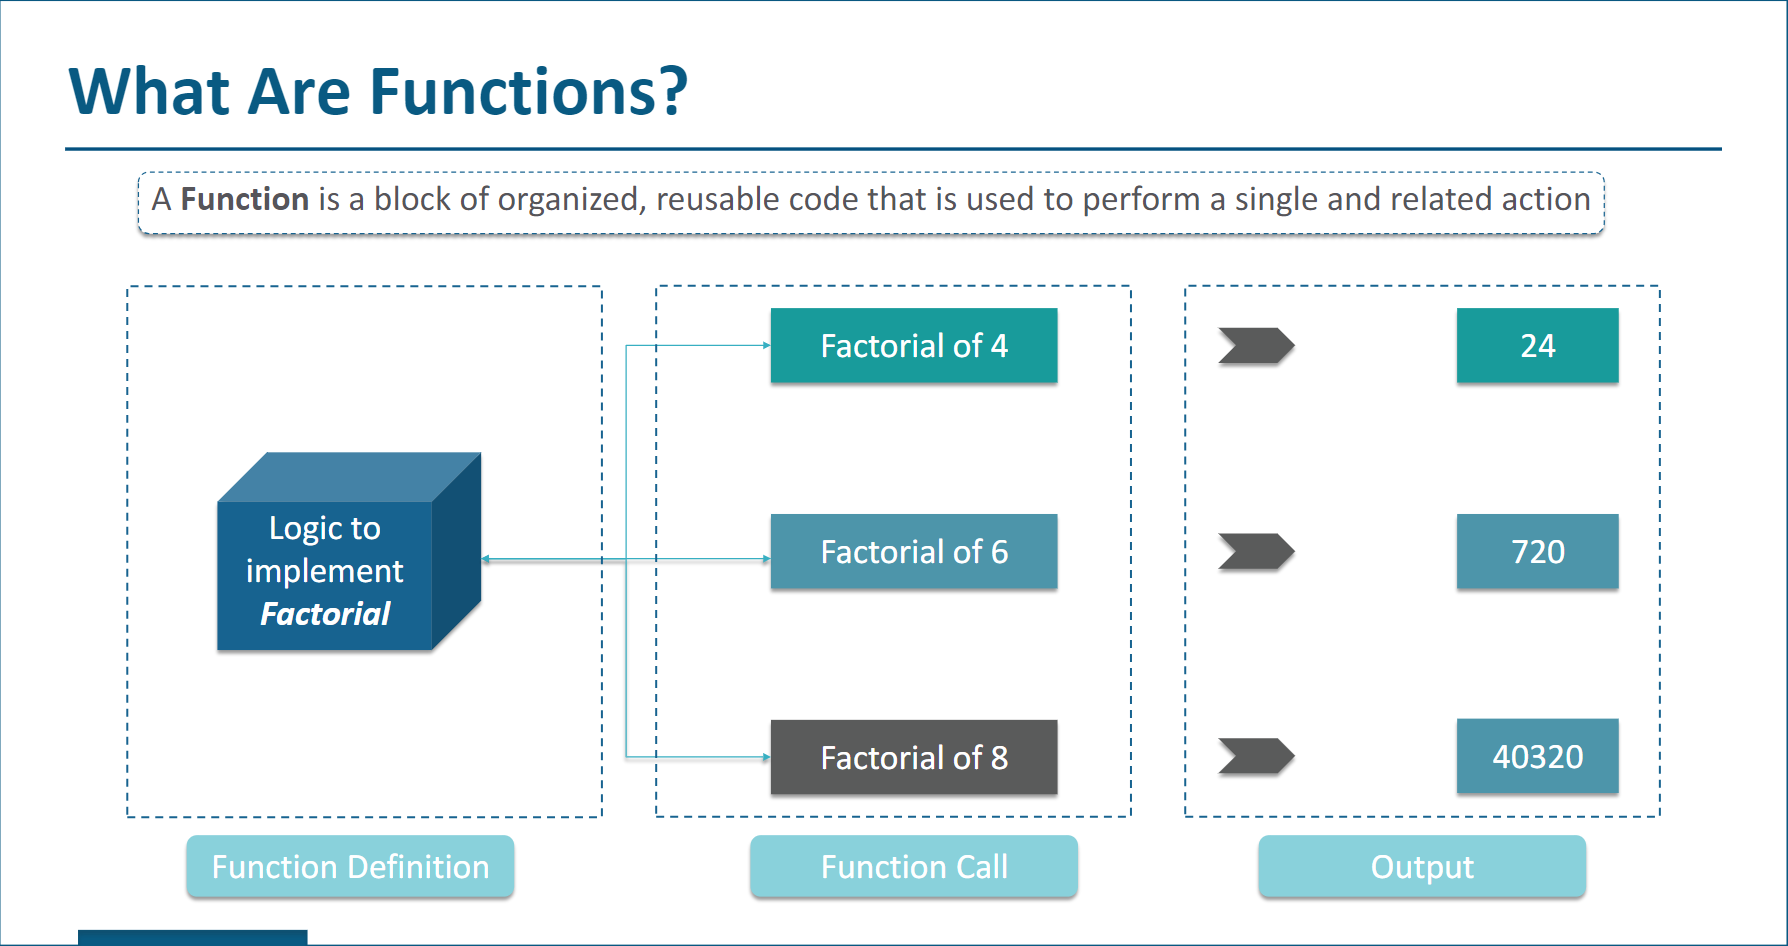 What Are Functions?
A Function is a block of organized, reusable code that is used to perform a single and related action
Logic to
implement
Factorial
Factorial of 4
Factorial of 6
Factorial of 8
24
720
40320
Function Definition
Function Call
Output